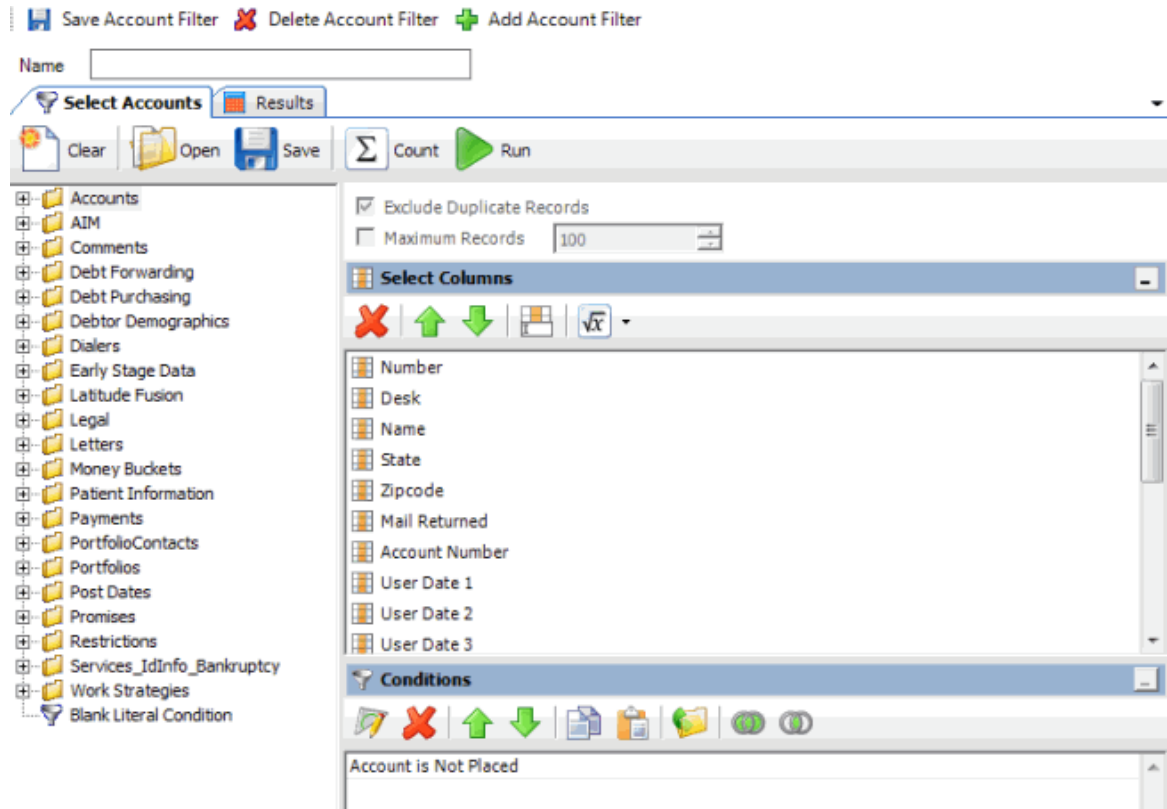 Save Account Filter Delete Account Filter Add Account Filter
Name
Select Accounts Results
Clear Open Save Σ Count Run
Accounts
AIM
Comments
Debt Forwarding
Debt Purchasing
Debtor Demographics
Dialers
Early Stage Data
Latitude Fusion
Legal
Letters
Money Buckets
Patient Information
Payments
PortfolioContacts
Portfolios
Post Dates
Promises
Restrictions
Services_IdInfo_Bankruptcy
Work Strategies
Blank Literal Condition
Exclude Duplicate Records
Maximum Records 100
Select Columns
√x
Number
Desk
Name
State
Zipcode
Mail Returned
Account Number
User Date 1
User Date 2
User Date 3
Conditions
Account is Not Placed